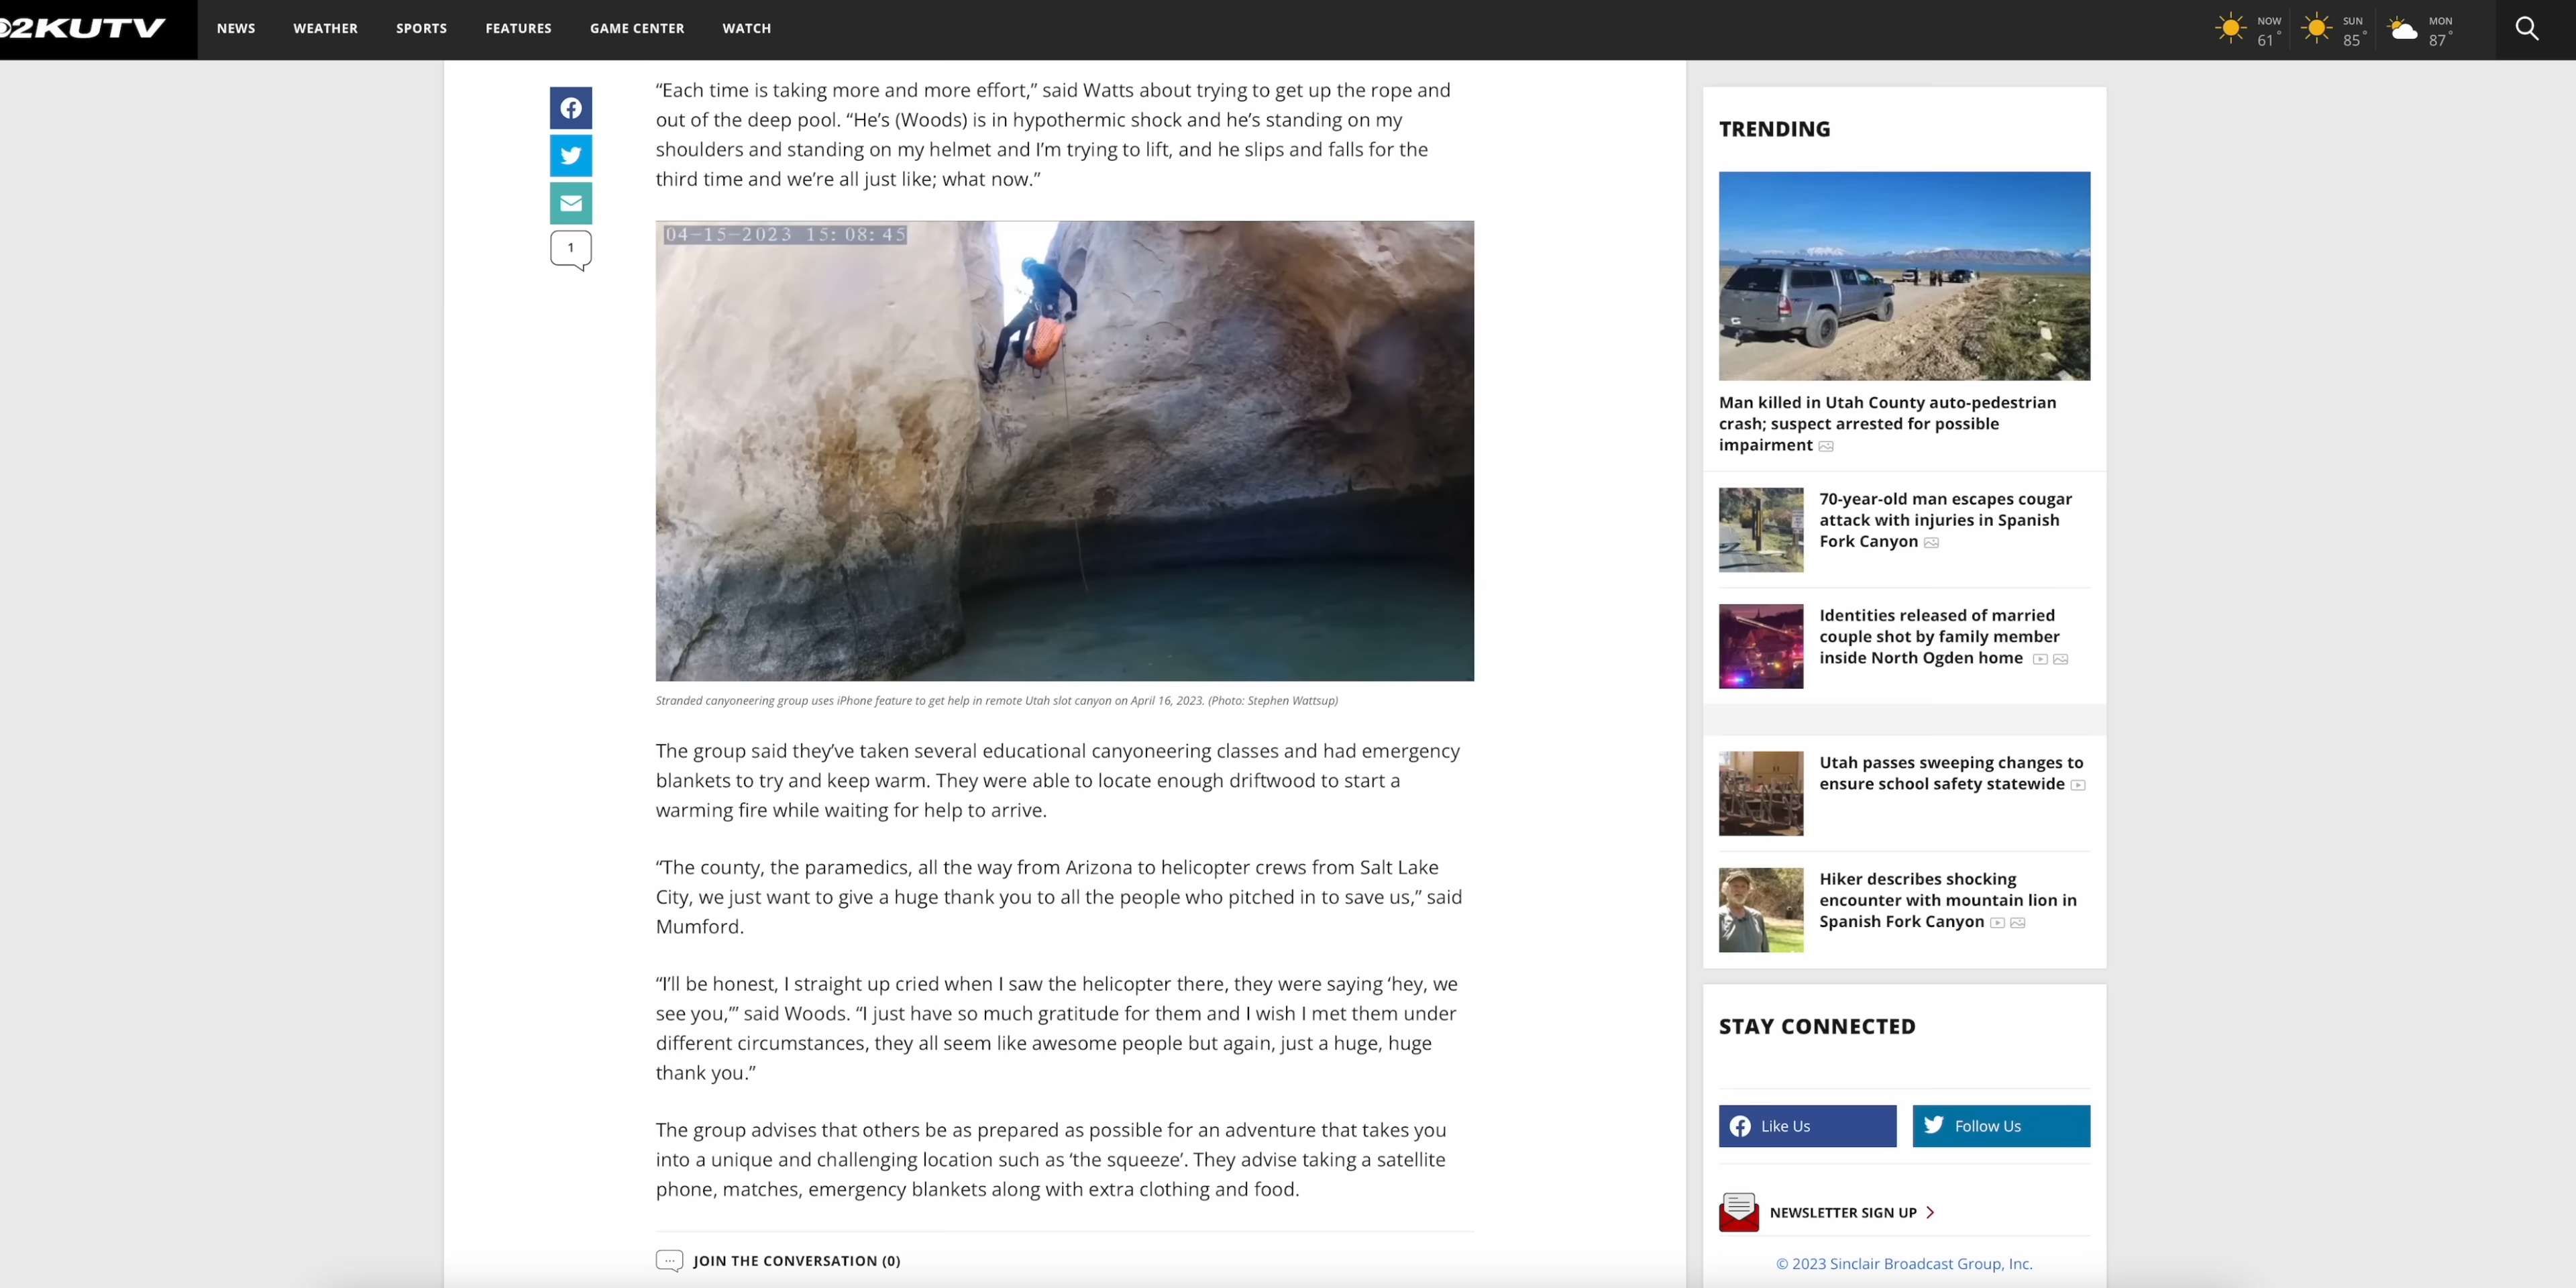 2KUTV
NEWS
WEATHER
SPORTS
FEATURES
GAME CENTER
WATCH
NOW
61°
SUN
85°
MON
87°
1
“Each time is taking more and more effort,” said Watts about trying to get up the rope and
out of the deep pool. “He’s (Woods) is in hypothermic shock and he’s standing on my
shoulders and standing on my helmet and I’m trying to lift, and he slips and falls for the
third time and we’re all just like; what now.”
04-15-2023 15:08:45
Stranded canyoneering group uses iPhone feature to get help in remote Utah slot canyon on April 16, 2023. (Photo: Stephen Wattsup)
The group said they’ve taken several educational canyoneering classes and had emergency
blankets to try and keep warm. They were able to locate enough driftwood to start a
warming fire while waiting for help to arrive.
“The county, the paramedics, all the way from Arizona to helicopter crews from Salt Lake
City, we just want to give a huge thank you to all the people who pitched in to save us,” said
Mumford.
“I’ll be honest, I straight up cried when I saw the helicopter there, they were saying ‘hey, we
see you,’” said Woods. “I just have so much gratitude for them and I wish I met them under
different circumstances, they all seem like awesome people but again, just a huge, huge
thank you.”
The group advises that others be as prepared as possible for an adventure that takes you
into a unique and challenging location such as ‘the squeeze’. They advise taking a satellite
phone, matches, emergency blankets along with extra clothing and food.
JOIN THE CONVERSATION (0)
TRENDING
Man killed in Utah County auto-pedestrian
crash; suspect arrested for possible
impairment
70-year-old man escapes cougar
attack with injuries in Spanish
Fork Canyon
Identities released of married
couple shot by family member
inside North Ogden home
Utah passes sweeping changes to
ensure school safety statewide
Hiker describes shocking
encounter with mountain lion in
Spanish Fork Canyon
STAY CONNECTED
Like Us
Follow Us
NEWSLETTER SIGN UP
© 2023 Sinclair Broadcast Group, Inc.